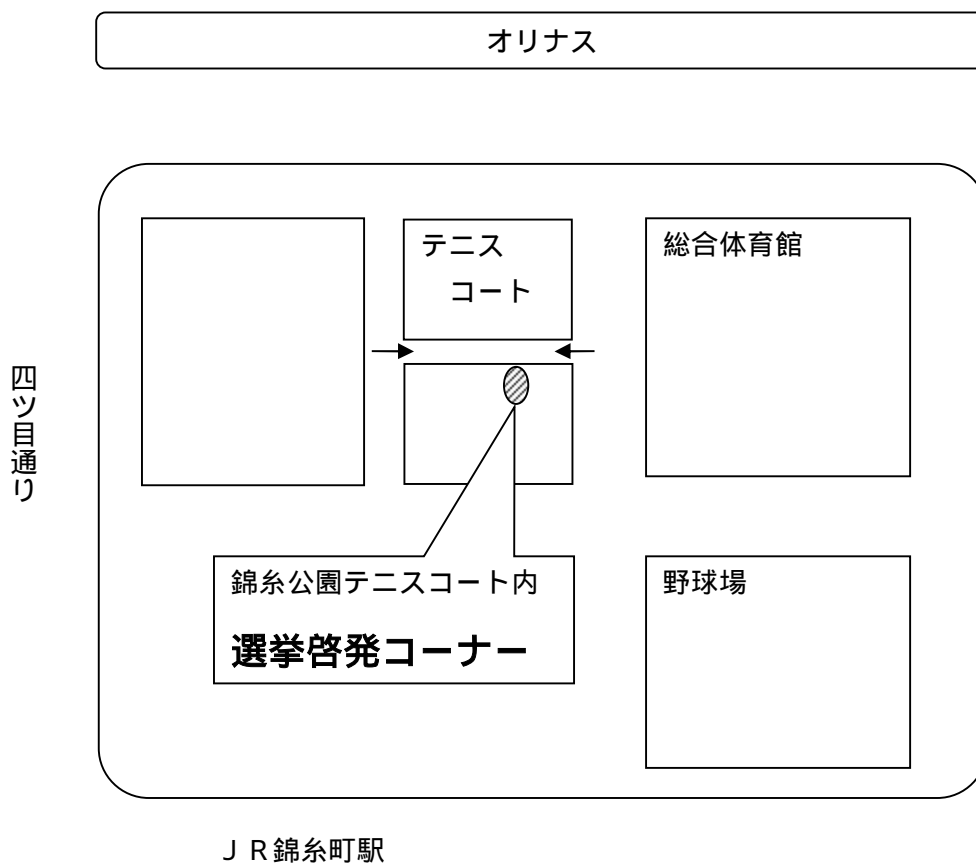 オリナス
テニス
コート
総合体育館
四ツ目通り
錦糸公園テニスコート内
選挙啓発コーナー
野球場
ＪＲ錦糸町駅